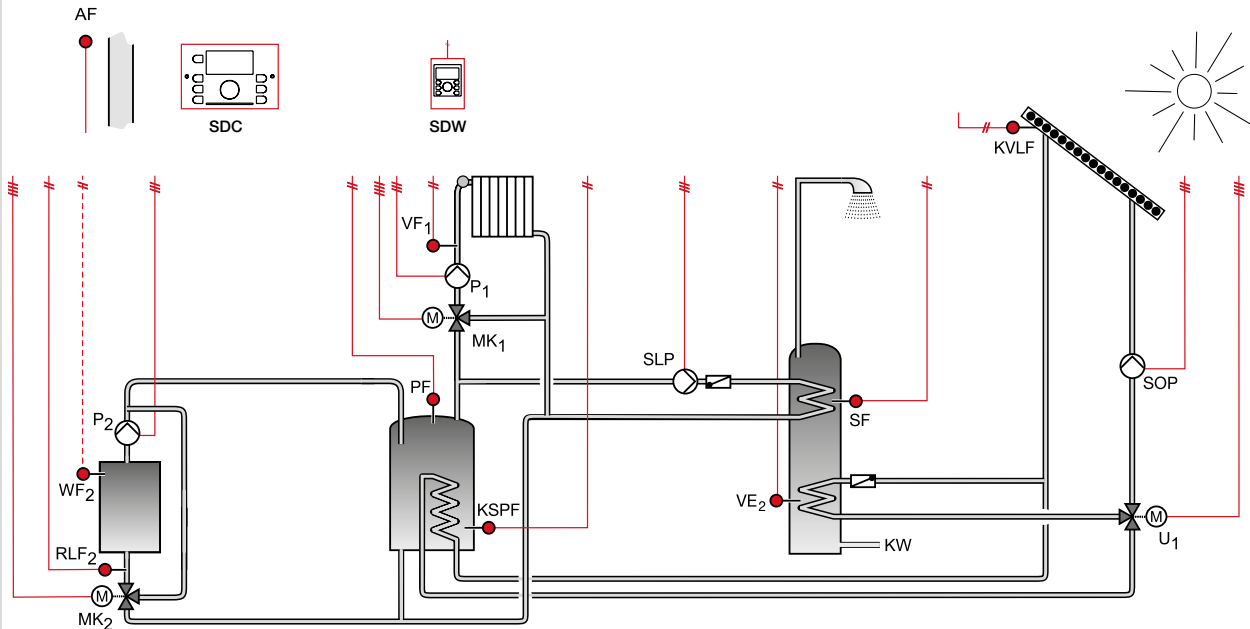 AF
SDC
SDW
KVLF
VF1
P1
M
MK1
SLP
PF
SOP
P2
SF
WF2
VE2
KSPF
M
U1
KW
RLF2
M
MK2